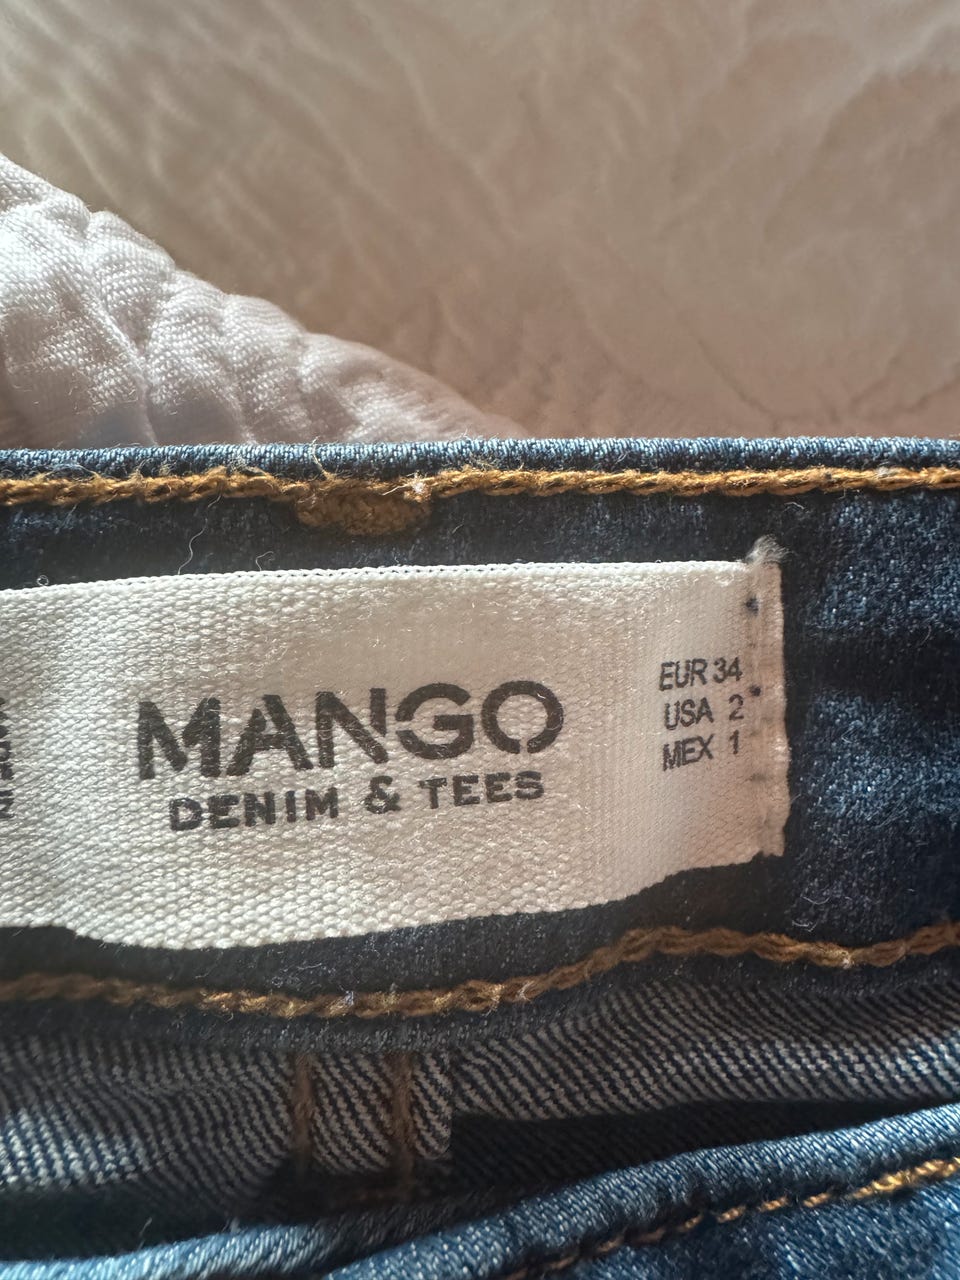 MANGO
DENIM & TEES
EUR 34
USA 2
MEX 1